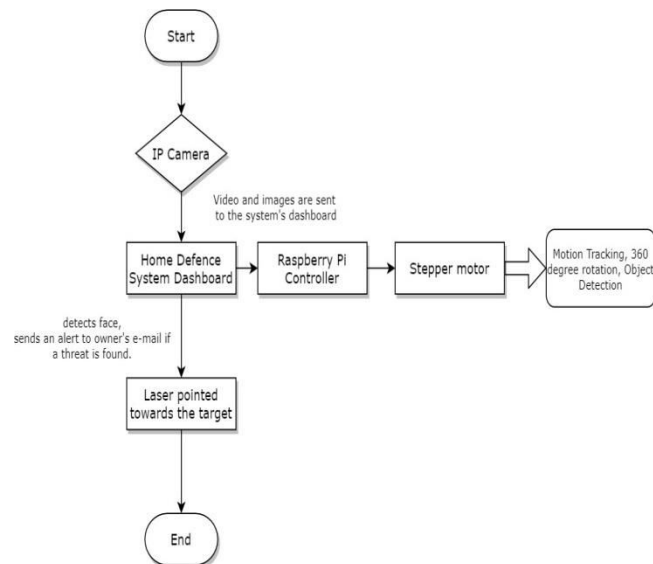 Start
IP Camera
Video and images are sent
to the system's dashboard
Home Defence
System Dashboard
Raspberry Pi
Controller
Stepper motor
Motion Tracking, 360
degree rotation, Object
Detection
detects face,
sends an alert to owner's e-mail if
a threat is found.
Laser pointed
towards the target
End